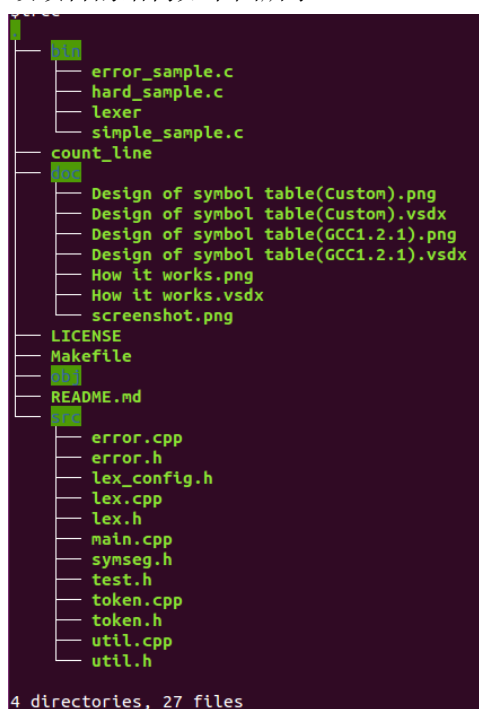 $tree
.
├── bin
│   ├── error_sample.c
│   ├── hard_sample.c
│   ├── lexer
│   └── simple_sample.c
├── count_line
├── doc
│   ├── Design of symbol table(Custom).png
│   ├── Design of symbol table(Custom).vsdx
│   ├── Design of symbol table(GCC1.2.1).png
│   ├── Design of symbol table(GCC1.2.1).vsdx
│   ├── How it works.png
│   ├── How it works.vsdx
│   └── screenshot.png
├── LICENSE
├── Makefile
├── obj
├── README.md
└── src
    ├── error.cpp
    ├── error.h
    ├── lex_config.h
    ├── lex.cpp
    ├── lex.h
    ├── main.cpp
    ├── symseg.h
    ├── test.h
    ├── token.cpp
    ├── token.h
    ├── util.cpp
    └── util.h
4 directories, 27 files